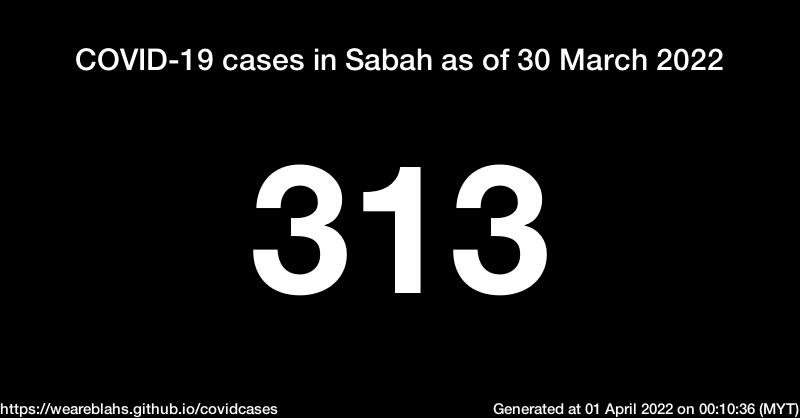 COVID-19 cases in Sabah as of 30 March 2022
313
https://weareblahs.github.io/covidcases
Generated at 01 April 2022 on 00:10:36 (MYT)